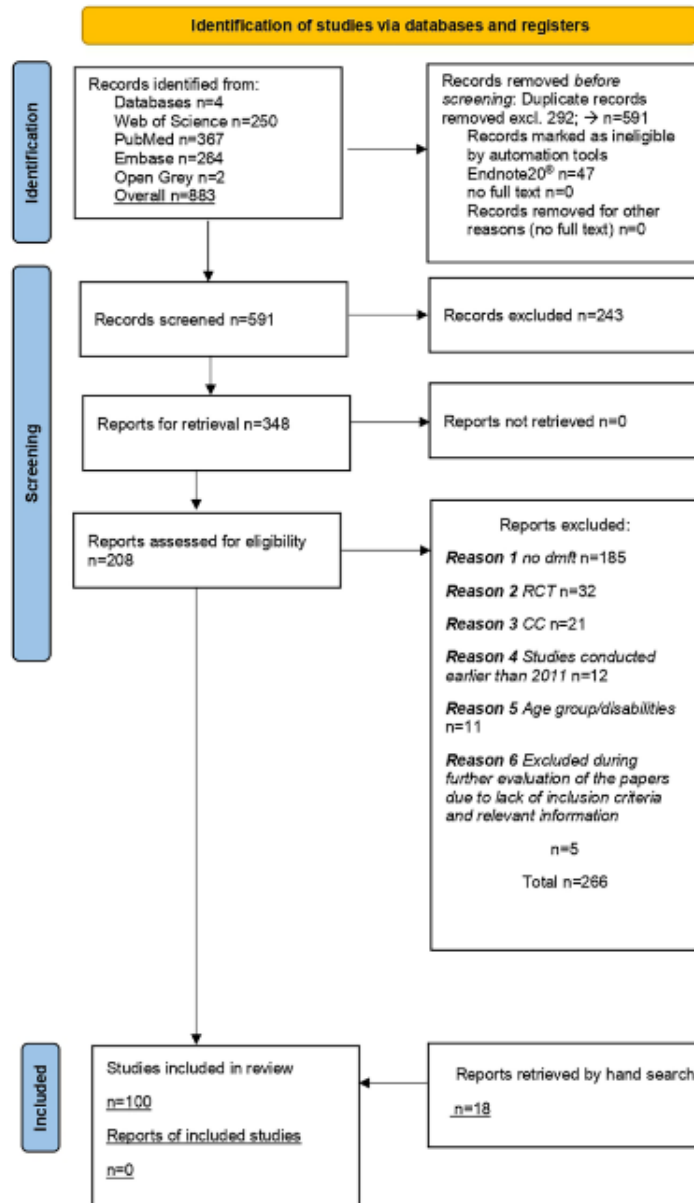 Identification of studies via databases and registers
Identification
Records identified from:
Databases n=4
Web of Science n=250
PubMed n=367
Embase n=264
Open Grey n=2
Overall n=883
Records removed before
screening: Duplicate records
removed excl. 292; → n=591
Records marked as ineligible
by automation tools
Endnote20® n=47
no full text n=0
Records removed for other
reasons (no full text) n=0
Screening
Records screened n=591
Records excluded n=243
Reports for retrieval n=348
Reports not retrieved n=0
Reports assessed for eligibility
n=208
Reports excluded:
Reason 1 no dmft n=185
Reason 2 RCT n=32
Reason 3 CC n=21
Reason 4 Studies conducted
earlier than 2011 n=12
Reason 5 Age group/disabilities
n=11
Reason 6 Excluded during
further evaluation of the papers
due to lack of inclusion criteria
and relevant information
n=5
Total n=266
Included
Studies included in review
n=100
Reports of included studies
n=0
Reports retrieved by hand search
n=18